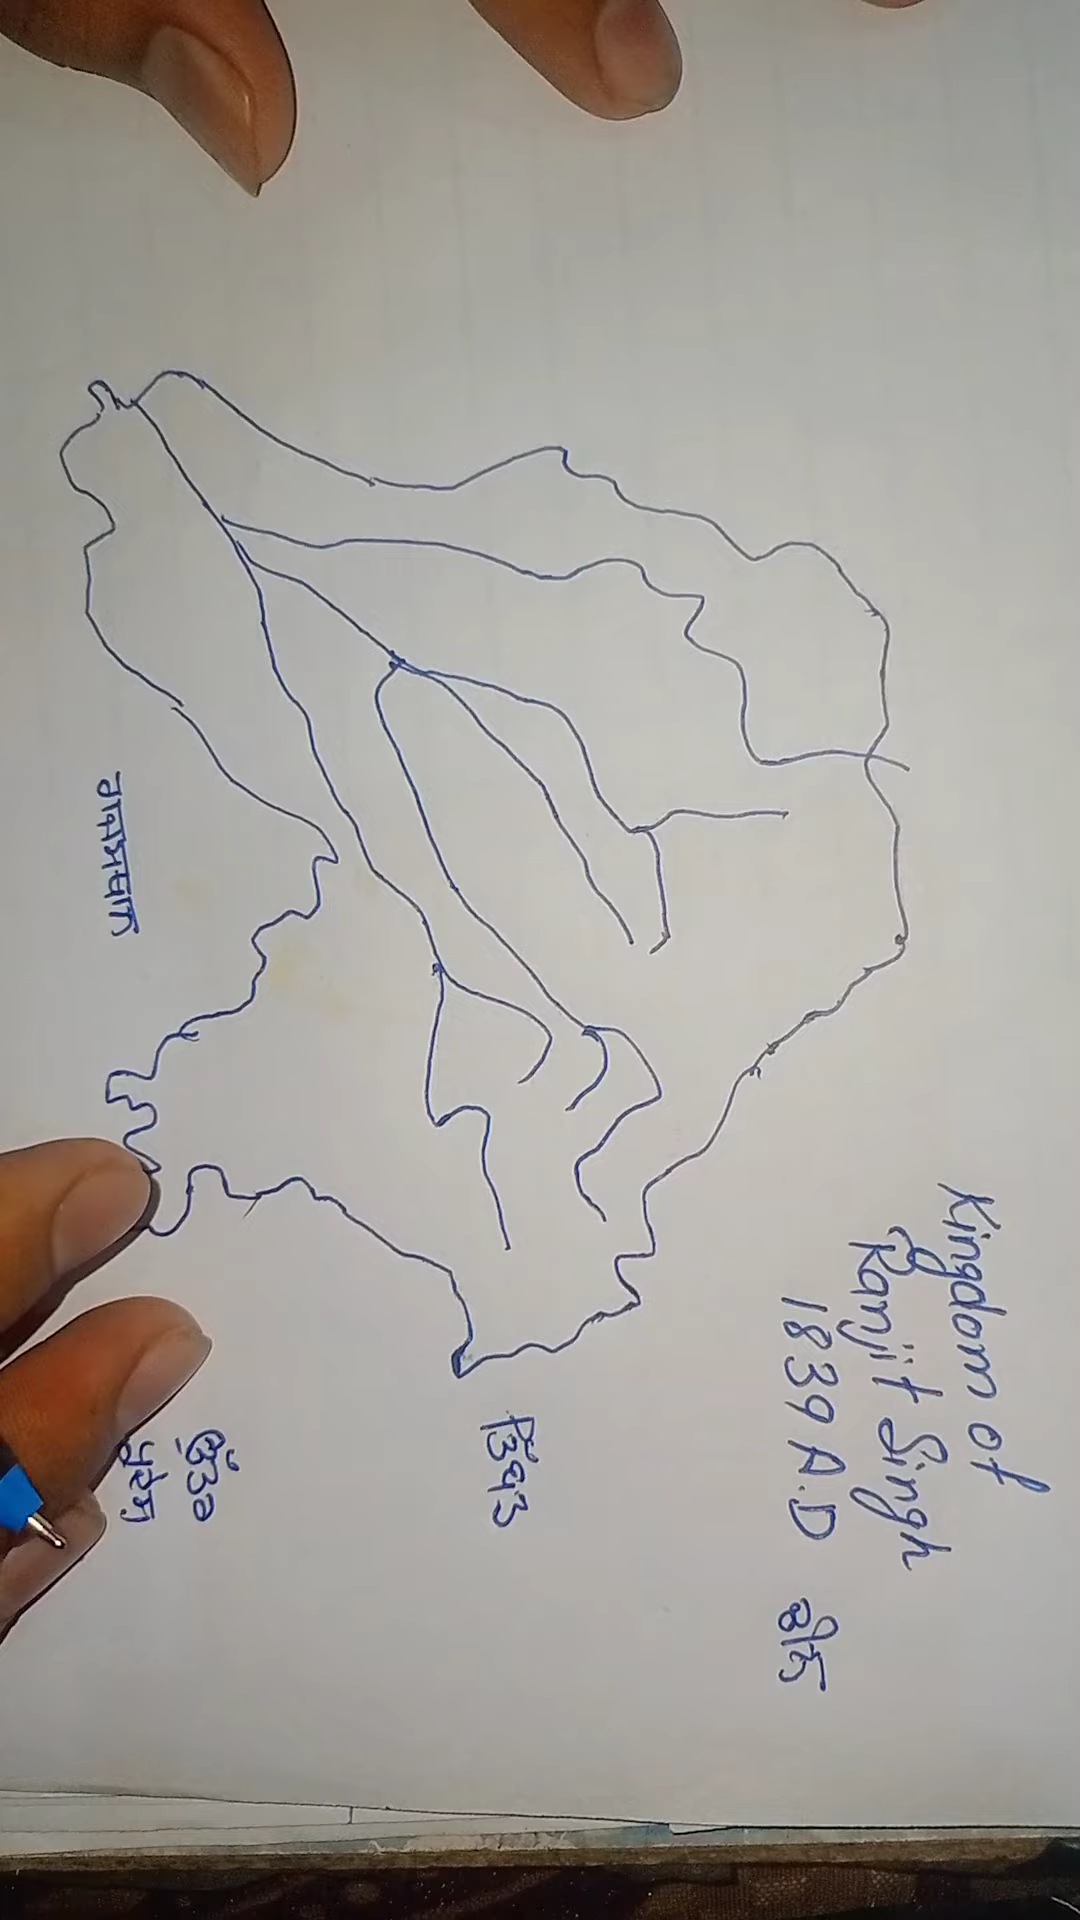 Kingdom of
Ranjit Singh
1839 A.D
ਚੀਨ
ਤਿੱਬਤ
ਉੱਤਰ
ਪ੍ਰਦੇਸ਼
ਰਾਜਸਥਾਨ